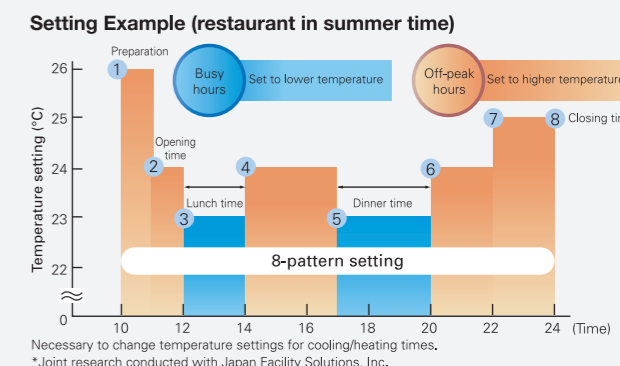 Setting Example (restaurant in summer time)
Preparation
Busy
hours
Set to lower temperature
Off-peak
hours
Set to higher temperature
Temperature setting (°C)
26
25
24
23
22
0
1
Opening
time
2
3
Lunch time
4
5
Dinner time
6
7
8
Closing
8-pattern setting
10
12
14
16
18
20
22
24
(Time)
Necessary to change temperature settings for cooling/heating times.
*Joint research conducted with Japan Facility Solutions, Inc.